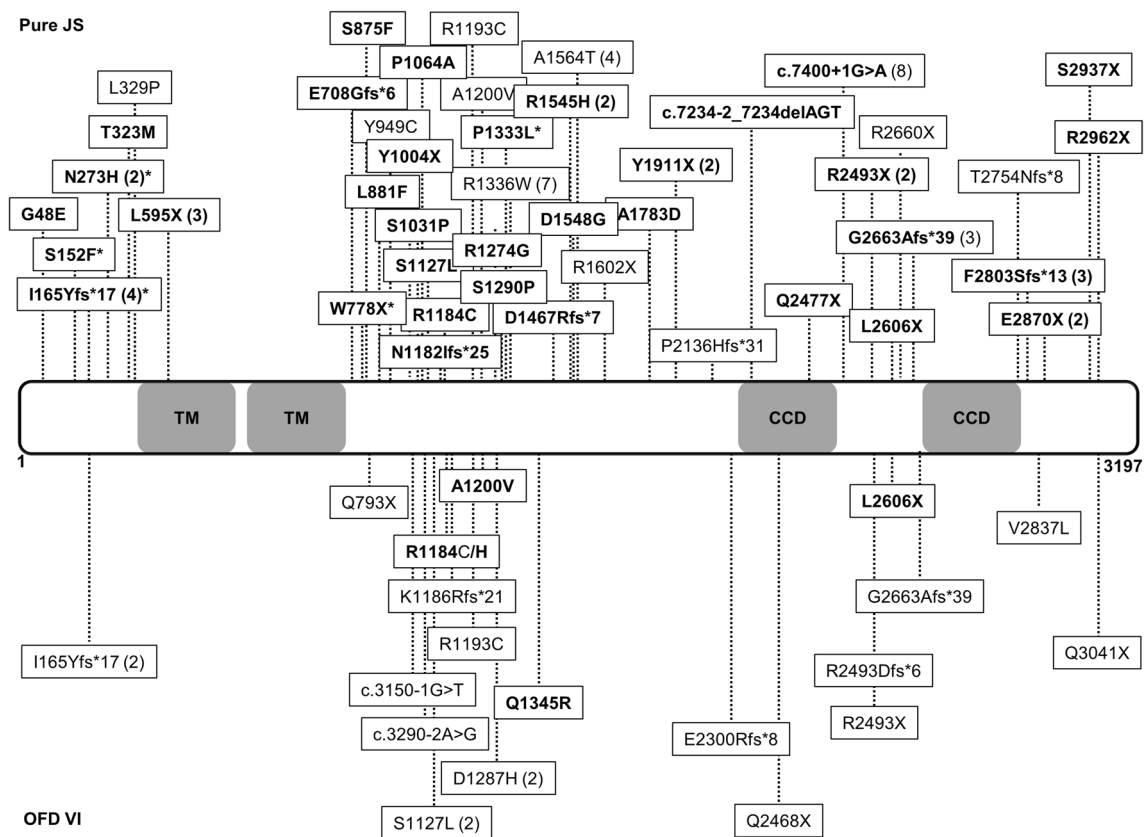 Pure JS
S875F
R1193C
A1564T (4)
P1064A
c.7400+1G>A (8)
S2937X
L329P
E708Gfs*6
A1200V
R1545H (2)
c.7234-2_7234delAGT
T323M
Y949C
P1333L*
R2660X
R2962X
N273H (2)*
Y1004X
Y1911X (2)
R2493X (2)
T2754Nfs*8
L881F
R1336W (7)
G48E
L595X (3)
S1031P
D1548G
A1783D
S152F*
R1274G
G2663Afs*39 (3)
S1127L
R1602X
F2803Sfs*13 (3)
I165Yfs*17 (4)*
S1290P
Q2477X
W778X*
R1184C
D1467Rfs*7
L2606X
E2870X (2)
N1182Ifs*25
P2136Hfs*31
TM
TM
CCD
CCD
1
3197
A1200V
Q793X
L2606X
V2837L
R1184C/H
K1186Rfs*21
G2663Afs*39
R1193C
I165Yfs*17 (2)
Q3041X
R2493Dfs*6
c.3150-1G>T
Q1345R
R2493X
c.3290-2A>G
E2300Rfs*8
D1287H (2)
OFD VI
S1127L (2)
Q2468X